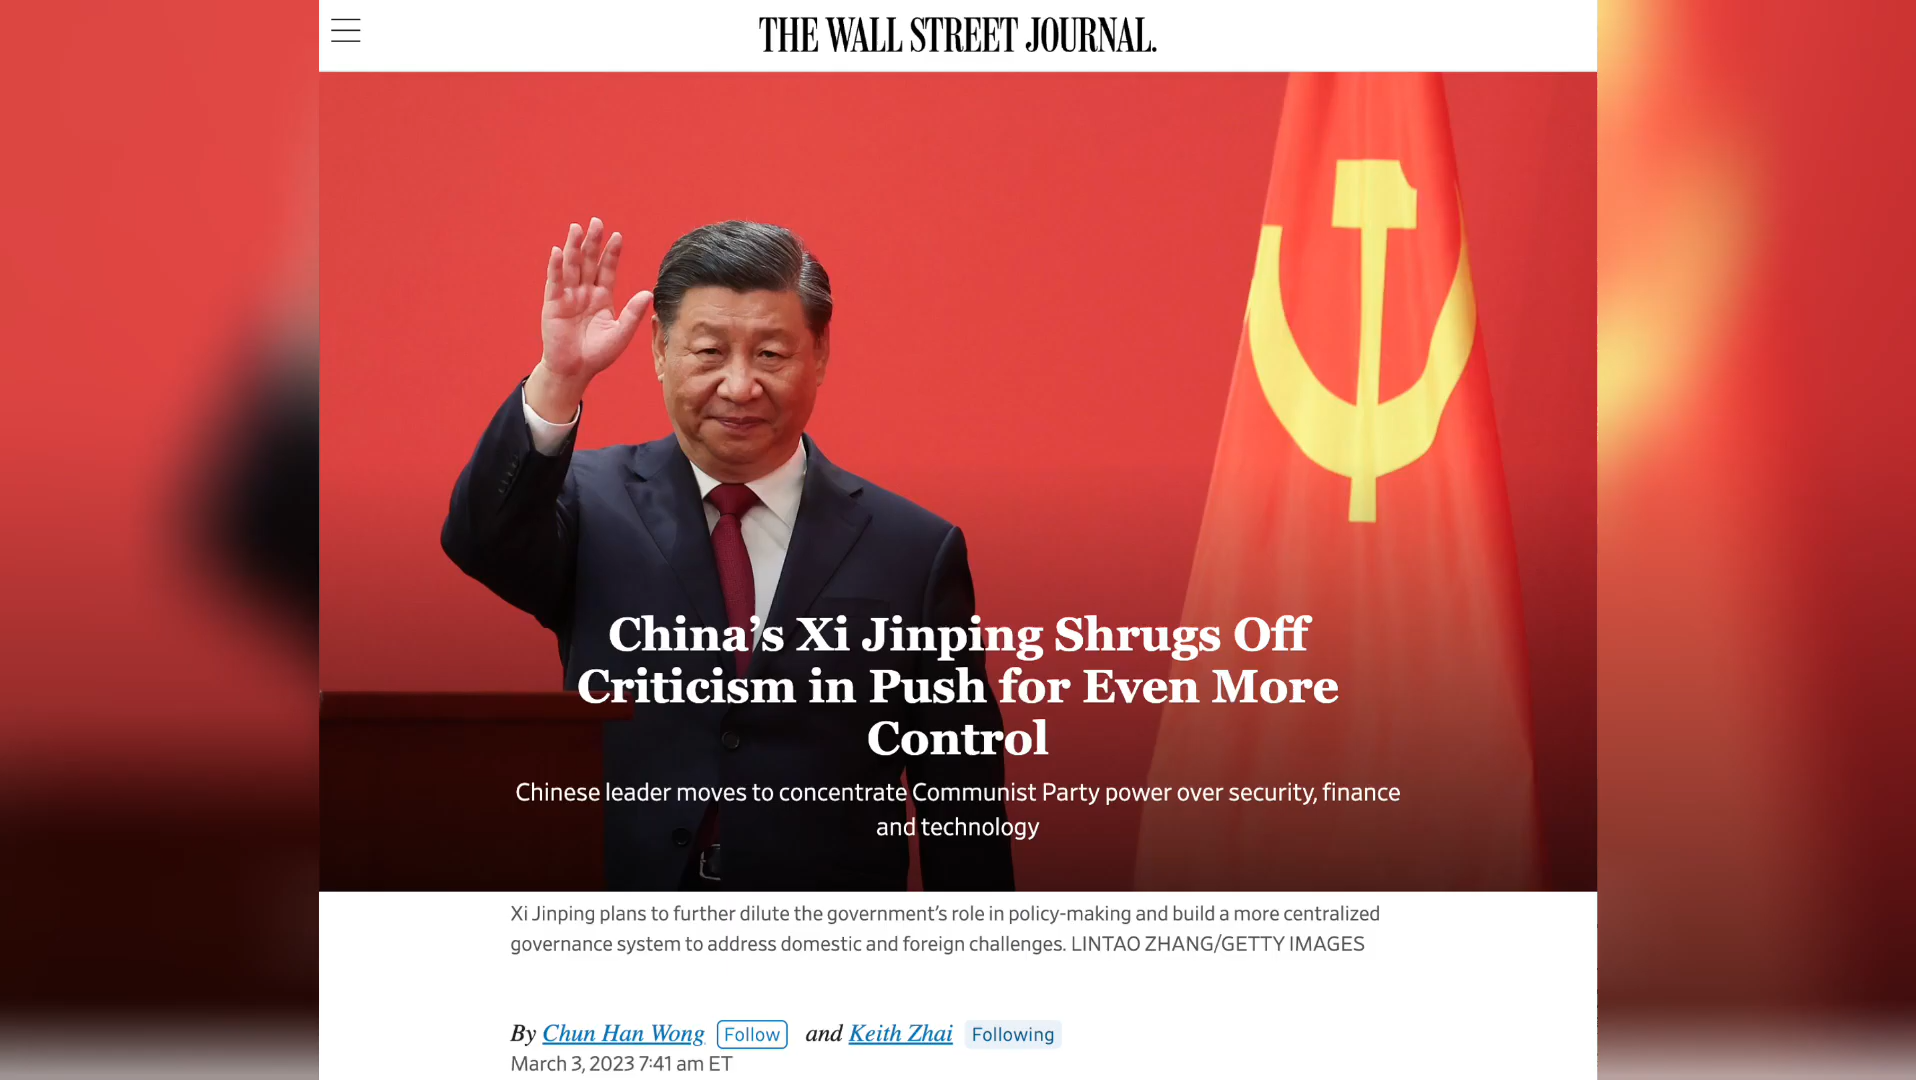 THE WALL STREET JOURNAL.
China’s Xi Jinping Shrugs Off
Criticism in Push for Even More
Control
Chinese leader moves to concentrate Communist Party power over security, finance
and technology
Xi Jinping plans to further dilute the government’s role in policy-making and build a more centralized
governance system to address domestic and foreign challenges. LINTAO ZHANG/GETTY IMAGES
By Chun Han Wong Follow and Keith Zhai Following
March 3, 2023 7:41 am ET